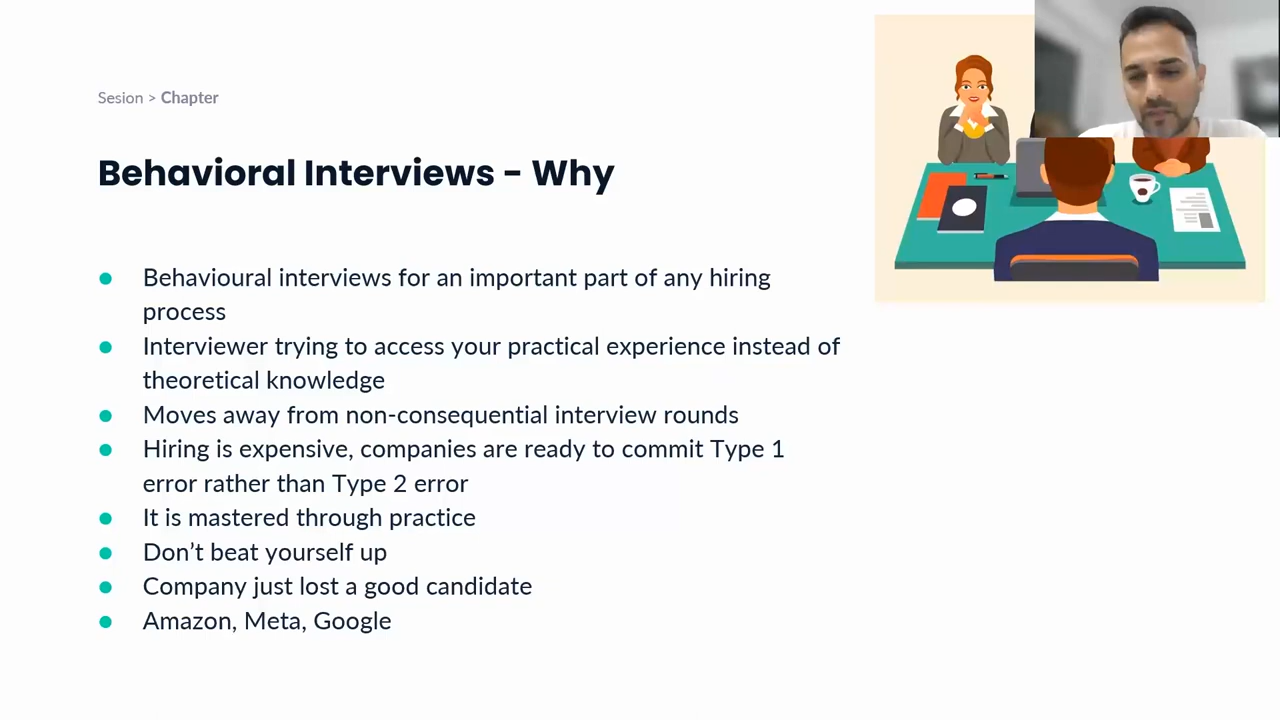 Sesion > Chapter
Behavioral Interviews - Why
Behavioural interviews for an important part of any hiring
process
Interviewer trying to access your practical experience instead of
theoretical knowledge
Moves away from non-consequential interview rounds
Hiring is expensive, companies are ready to commit Type 1
error rather than Type 2 error
It is mastered through practice
Don’t beat yourself up
Company just lost a good candidate
Amazon, Meta, Google